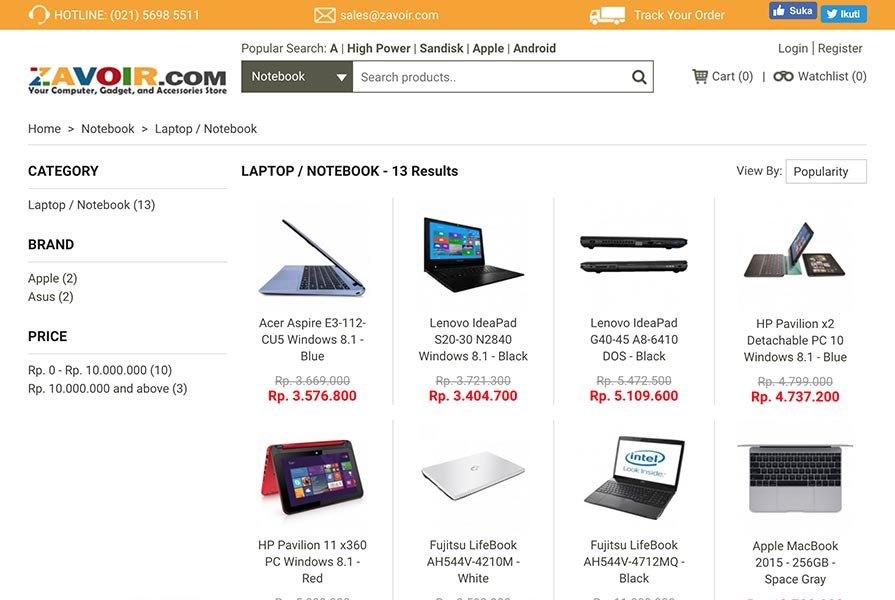 HOTLINE: (021) 5698 5511
sales@zavoir.com
Track Your Order
Suka
Ikuti
Popular Search: A | High Power | Sandisk | Apple | Android
Login | Register
ZAVOIR.COM
Your Computer, Gadget, and Accessories Store
Notebook
Search products..
Cart (0) | Watchlist (0)
Home > Notebook > Laptop / Notebook
CATEGORY
Laptop / Notebook (13)
BRAND
Apple (2)
Asus (2)
PRICE
Rp. 0 - Rp. 10.000.000 (10)
Rp. 10.000.000 and above (3)
LAPTOP / NOTEBOOK - 13 Results
View By: Popularity
Acer Aspire E3-112-
CU5 Windows 8.1 -
Blue
Rp. 3.669.000
Rp. 3.576.800
Lenovo IdeaPad
S20-30 N2840
Windows 8.1 - Black
Rp. 3.721.300
Rp. 3.404.700
Lenovo IdeaPad
G40-45 A8-6410
DOS - Black
Rp. 5.472.500
Rp. 5.109.600
HP Pavilion x2
Detachable PC 10
Windows 8.1 - Blue
Rp. 4.799.000
Rp. 4.737.200
HP Pavilion 11 x360
PC Windows 8.1 -
Red
Fujitsu LifeBook
AH544V-4210M -
White
intel
Look Inside.
Fujitsu LifeBook
AH544V-4712MQ -
Black
Apple MacBook
2015 - 256GB -
Space Gray